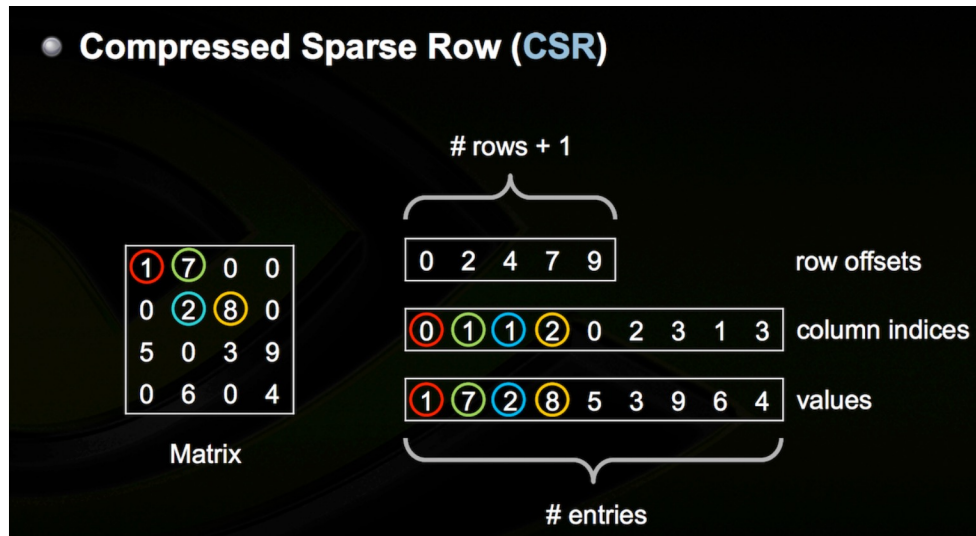 Compressed Sparse Row (CSR)
# rows + 1
1 7 0 0
0 2 8 0
5 0 3 9
0 6 0 4
Matrix
0 2 4 7 9 row offsets
0 1 1 2 0 2 3 1 3 column indices
1 7 2 8 5 3 9 6 4 values
# entries